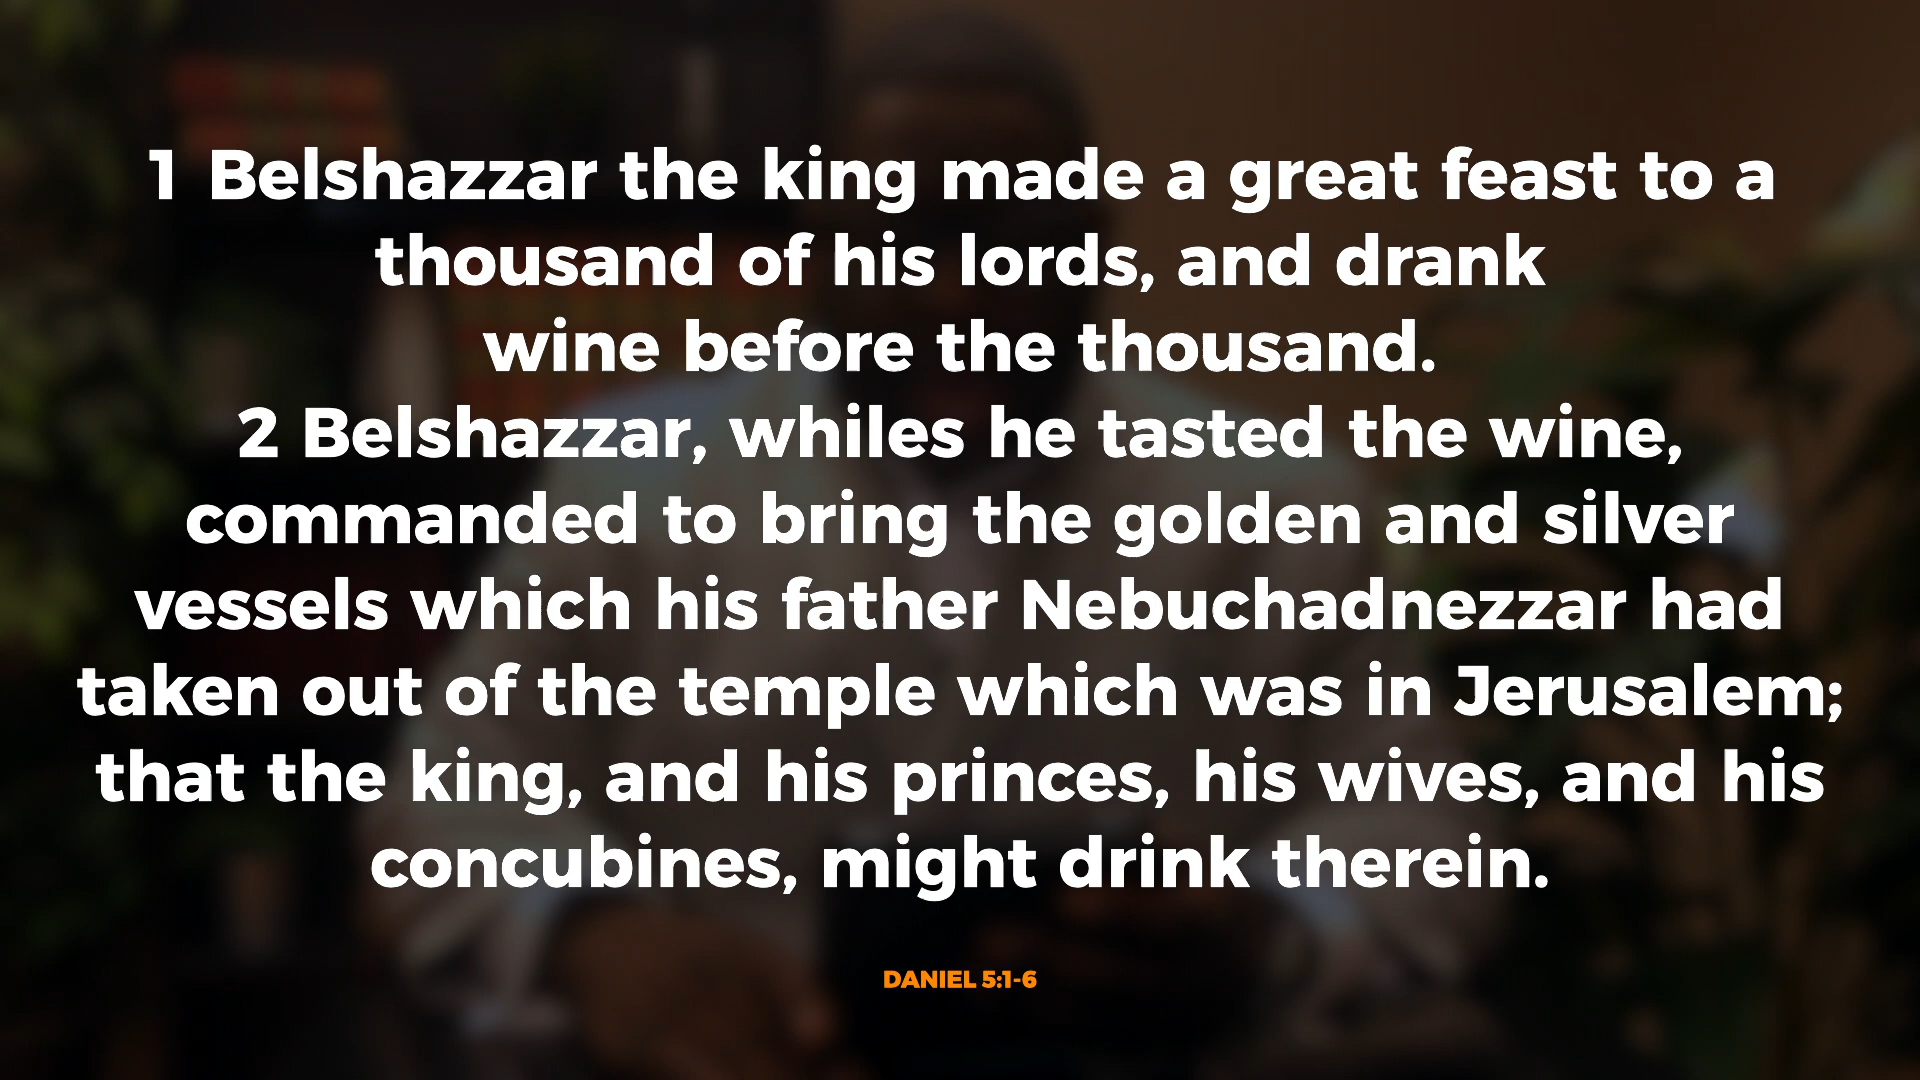 1 Belshazzar the king made a great feast to a
thousand of his lords, and drank
wine before the thousand.
2 Belshazzar, whiles he tasted the wine,
commanded to bring the golden and silver
vessels which his father Nebuchadnezzar had
taken out of the temple which was in Jerusalem;
that the king, and his princes, his wives, and his
concubines, might drink therein.
DANIEL 5:1-6